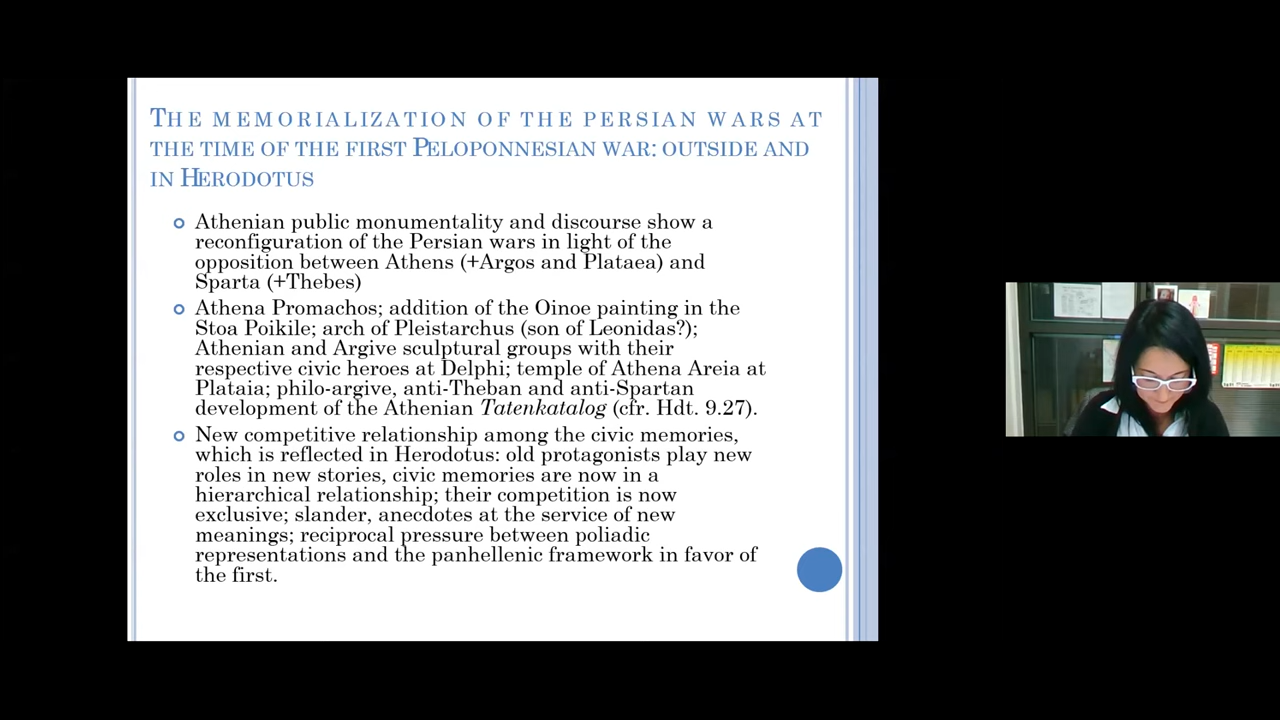 THE MEMORIALIZATION OF THE PERSIAN WARS AT
THE TIME OF THE FIRST PELOPONNESIAN WAR: OUTSIDE AND
IN HERODOTUS
Athenian public monumentality and discourse show a
reconfiguration of the Persian wars in light of the
opposition between Athens (+Argos and Plataea) and
Sparta (+Thebes)
Athena Promachos; addition of the Oinoe painting in the
Stoa Poikile; arch of Pleistarchus (son of Leonidas?);
Athenian and Argive sculptural groups with their
respective civic heroes at Delphi; temple of Athena Areia at
Plataia; philo-argive, anti-Theban and anti-Spartan
development of the Athenian Tatenkatalog (cfr. Hdt. 9.27).
New competitive relationship among the civic memories,
which is reflected in Herodotus: old protagonists play new
roles in new stories, civic memories are now in a
hierarchical relationship; their competition is now
exclusive; slander, anecdotes at the service of new
meanings; reciprocal pressure between poliadic
representations and the panhellenic framework in favor of
the first.